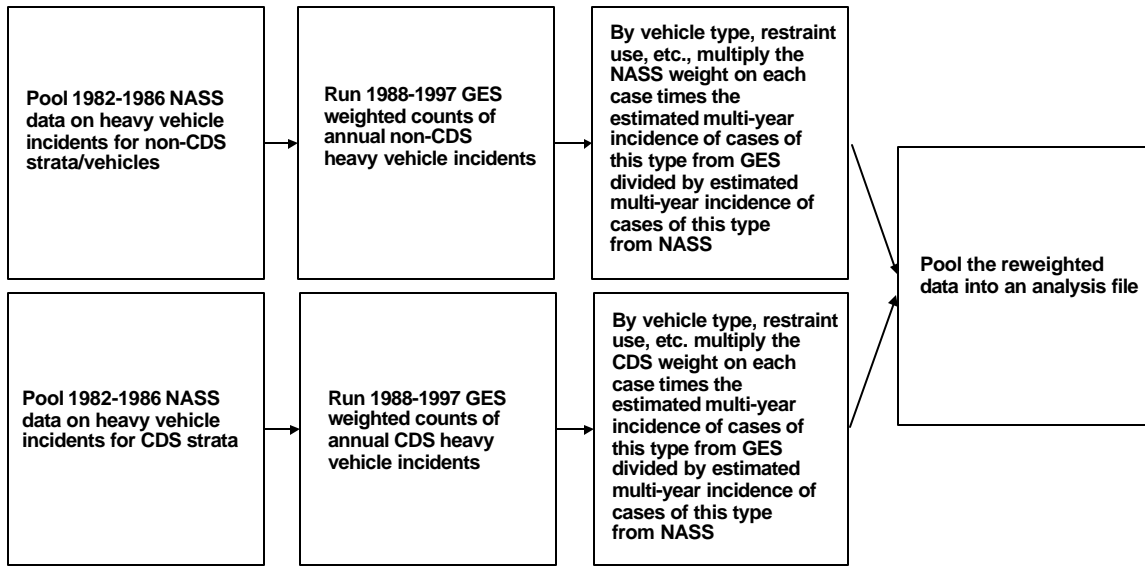 Pool 1982-1986 NASS
data on heavy vehicle
incidents for non-CDS
strata/vehicles
Run 1988-1997 GES
weighted counts of
annual non-CDS
heavy vehicle incidents
By vehicle type, restraint
use, etc., multiply the
NASS weight on each
case times the
estimated multi-year
incidence of cases of
this type from GES
divided by estimated
multi-year incidence of
cases of this type
from NASS
Pool the reweighted
data into an analysis file
Pool 1982-1986 NASS
data on heavy vehicle
incidents for CDS strata
Run 1988-1997 GES
weighted counts of
annual CDS heavy
vehicle incidents
By vehicle type, restraint
use, etc. multiply the
CDS weight on each
case times the
estimated multi-year
incidence of cases of
this type from GES
divided by estimated
multi-year incidence of
cases of this type
from NASS